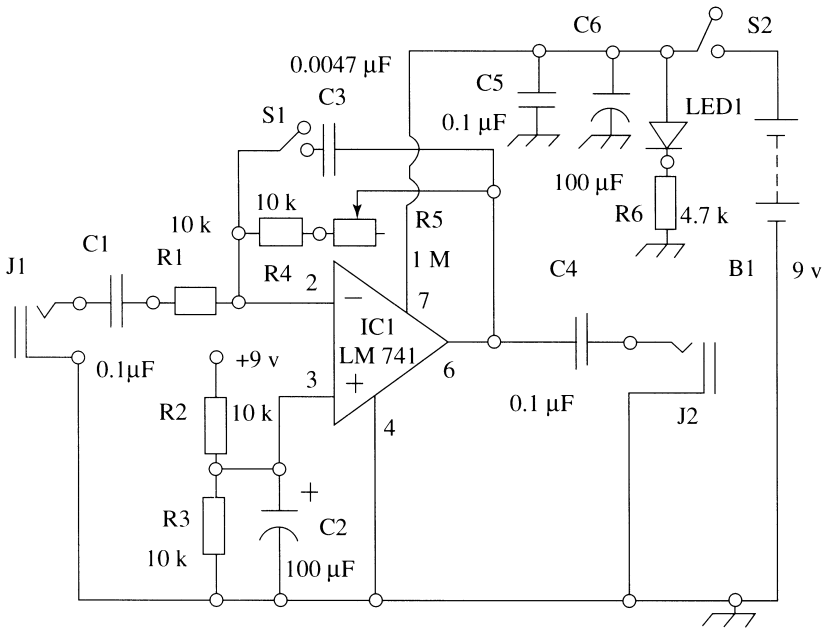 C6
S2
0.0047 µF
C3
C5
S1
0.1 µF
LED1
100 µF
10 k
10 k
R5
R6
4.7 k
C1
R1
R4
1 M
C4
B1
9 v
J1
2
−
7
IC1
LM 741
0.1µF
+9 v
3
+
6
R2
10 k
4
0.1 µF
J2
R3
+
C2
10 k
100 µF